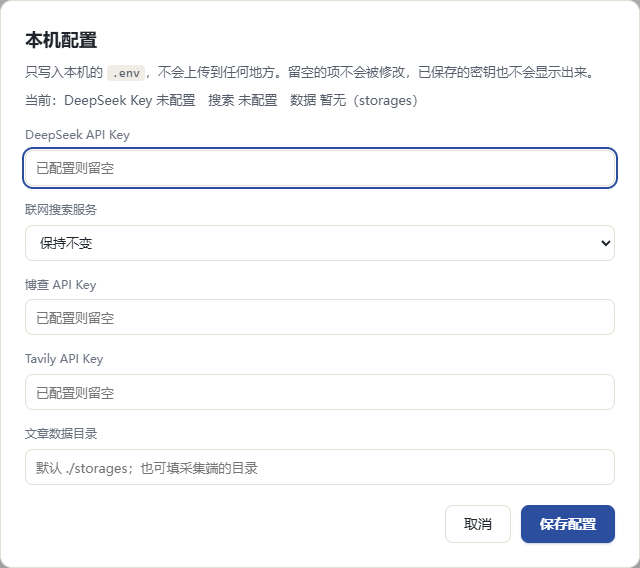 本机配置
只写入本机的 .env，不会上传到任何地方。留空的项不会被修改，已保存的密钥也不会显示出来。
当前：DeepSeek Key 未配置 搜索 未配置 数据 暂无（storages）
DeepSeek API Key
已配置则留空
联网搜索服务
保持不变
博查 API Key
已配置则留空
Tavily API Key
已配置则留空
文章数据目录
默认 ./storages；也可填采集端的目录
取消 保存配置